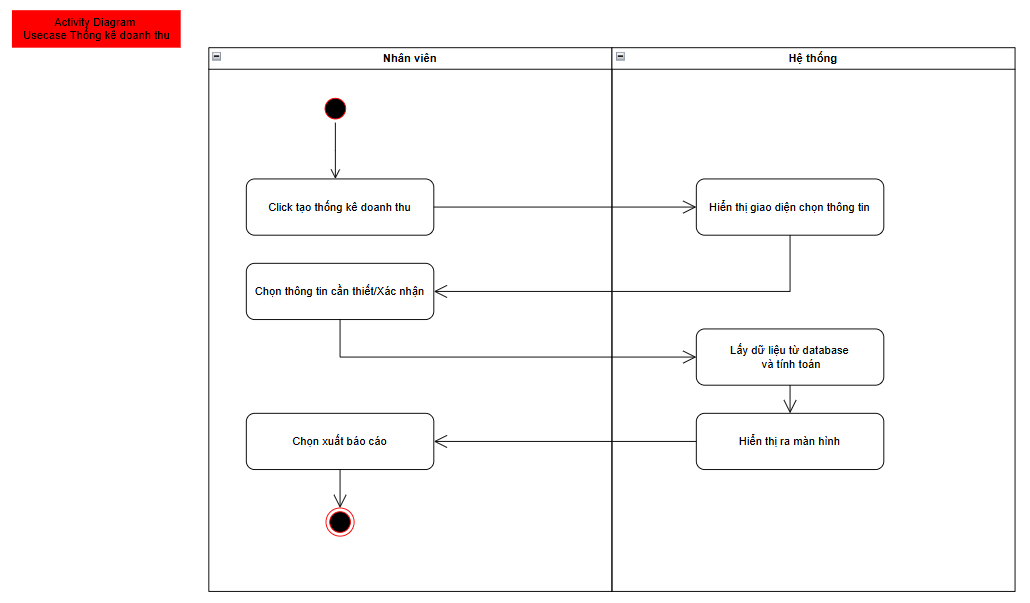 Activity Diagram
Usecase Thống kê doanh thu
Nhân viên
Hệ thống
Click tạo thống kê doanh thu
Hiển thị giao diện chọn thông tin
Chọn thông tin cần thiết/Xác nhận
Lấy dữ liệu từ database
và tính toán
Chọn xuất báo cáo
Hiển thị ra màn hình